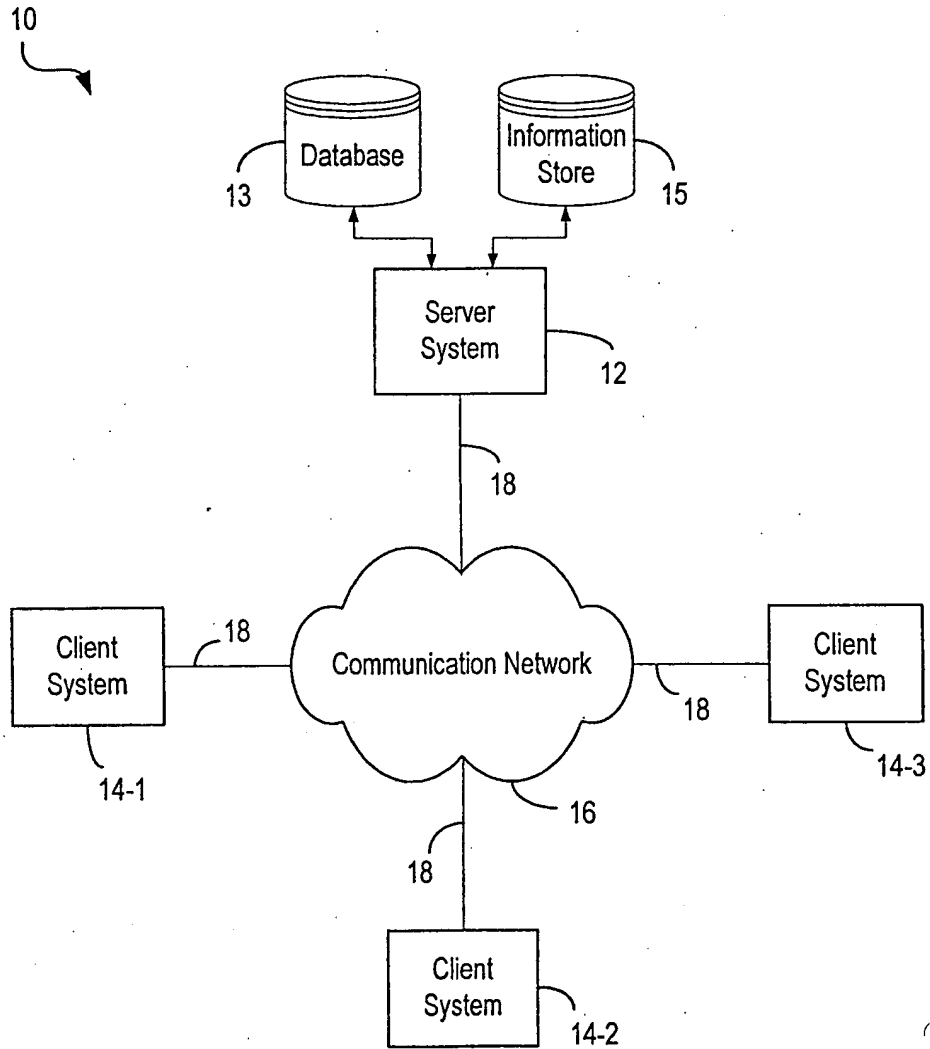 10
Database
Information
Store
13
15
Server
System
12
18
Client
System
18
Communication Network
Client
System
18
14-1
14-3
16
18
Client
System
14-2